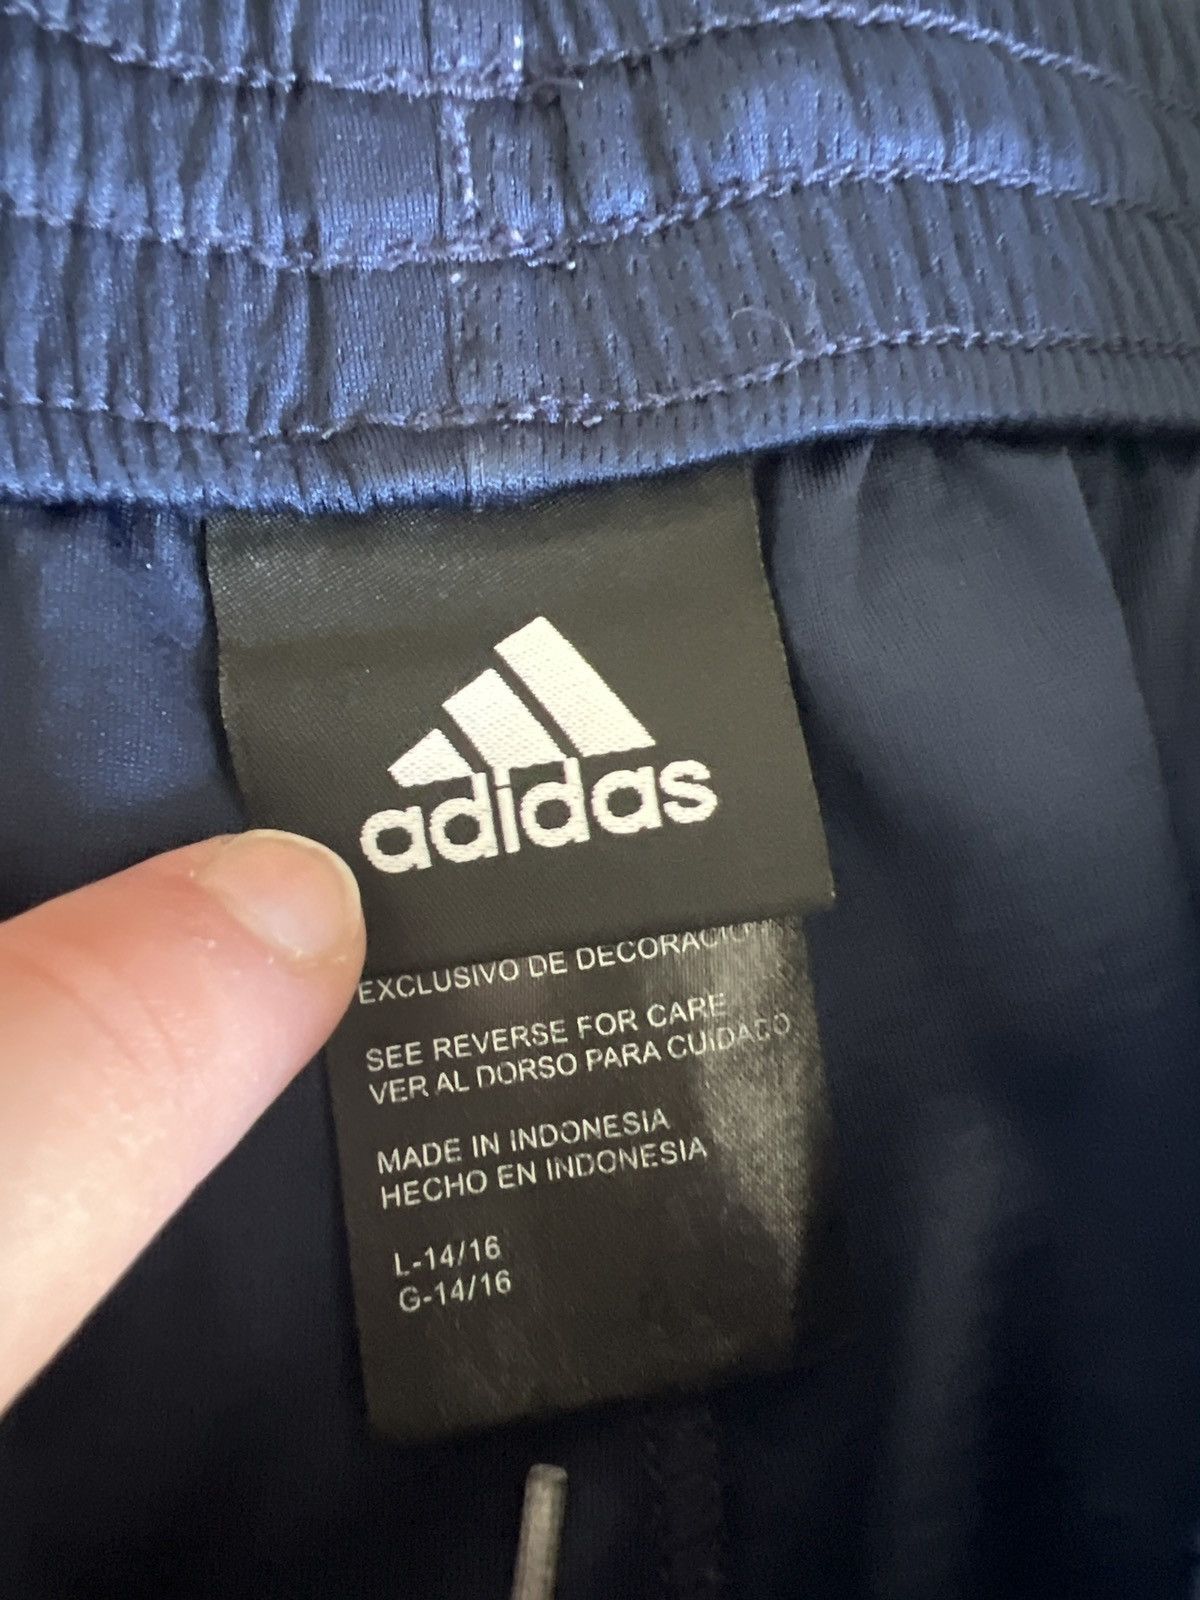 adidas
EXCLUSIVO DE DECORACIÓN
SEE REVERSE FOR CARE
VER AL DORSO PARA CUIDADO
MADE IN INDONESIA
HECHO EN INDONESIA
L-14/16
G-14/16